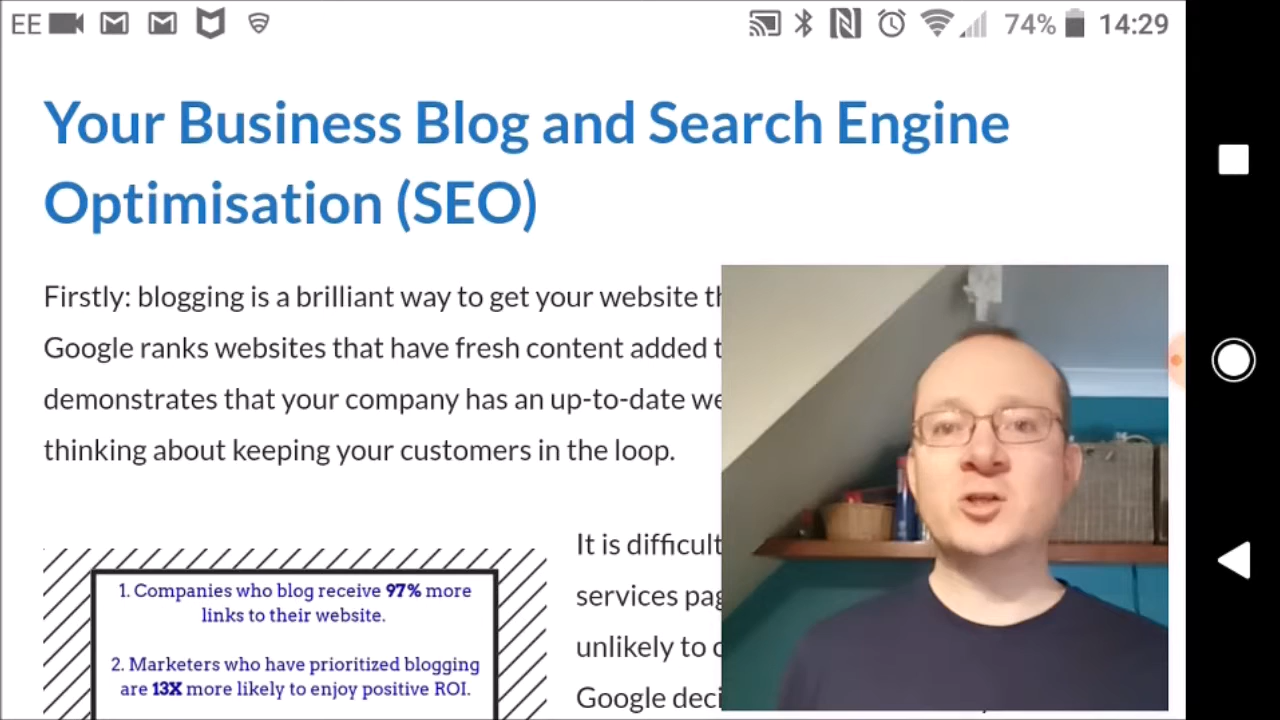 EE 74% 14:29
Your Business Blog and Search Engine
Optimisation (SEO)
Firstly: blogging is a brilliant way to get your website
Google ranks websites that have fresh content added
demonstrates that your company has an up-to-date
thinking about keeping your customers in the loop.
It is difficult
services
unlikely to
Google
1. Companies who blog receive 97% more
links to their website.
2. Marketers who have prioritized blogging
are 13X more likely to enjoy positive ROI.